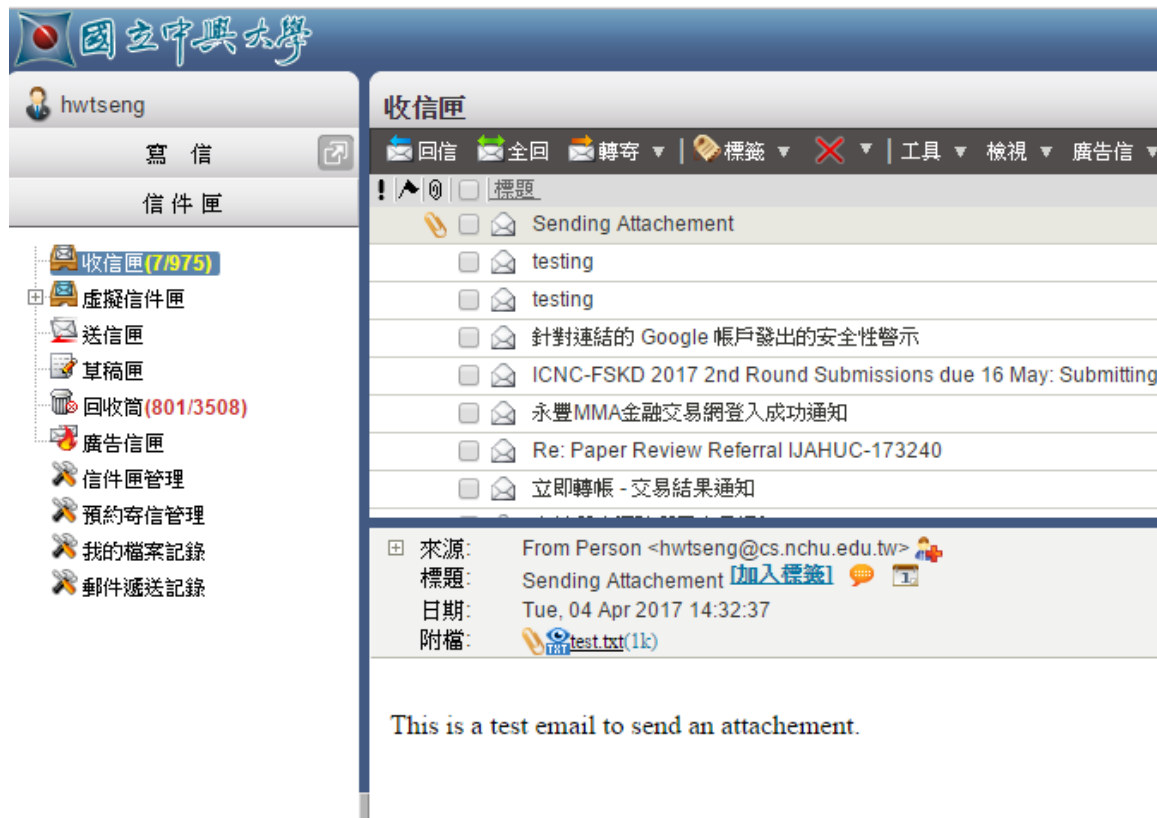 國立中興大學
hwtseng
寫 信
信件匣
收信匣(7/975)
虛擬信件匣
送信匣
草稿匣
回收筒(801/3508)
廣告信匣
信件匣管理
預約寄信管理
我的檔案記錄
郵件遞送記錄
收信匣
回信 全回 轉寄 ▼ | 標籤 ▼ ▼ | 工具 ▼ 檢視 ▼ 廣告信 ▼
標題
Sending Attachement
testing
testing
針對連結的 Google 帳戶發出的安全性警示
ICNC-FSKD 2017 2nd Round Submissions due 16 May: Submitting
永豐MMA金融交易網登入成功通知
Re: Paper Review Referral IJAHUC-173240
立即轉帳 - 交易結果通知
來源: From Person <hwtseng@cs.nchu.edu.tw>
標題: Sending Attachement [加入標籤]
日期: Tue, 04 Apr 2017 14:32:37
附檔: test.txt(1k)
This is a test email to send an attachement.